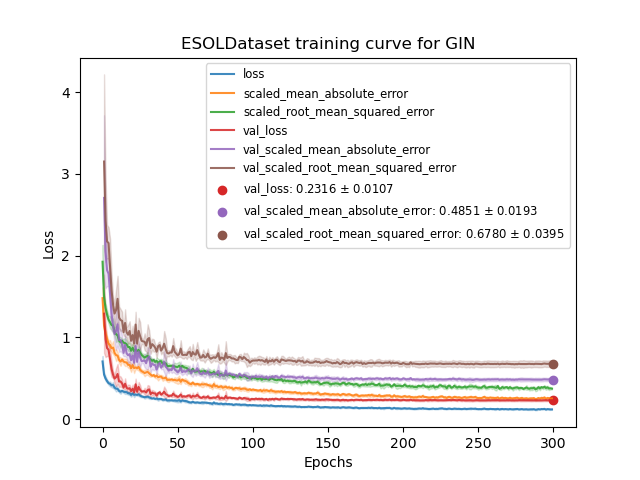 ESOLDataset training curve for GIN
loss
scaled_mean_absolute_error
scaled_root_mean_squared_error
val_loss
val_scaled_mean_absolute_error
val_scaled_root_mean_squared_error
val_loss: 0.2316 ± 0.0107
val_scaled_mean_absolute_error: 0.4851 ± 0.0193
val_scaled_root_mean_squared_error: 0.6780 ± 0.0395
Loss
4
3
2
1
0
0 50 100 150 200 250 300
Epochs